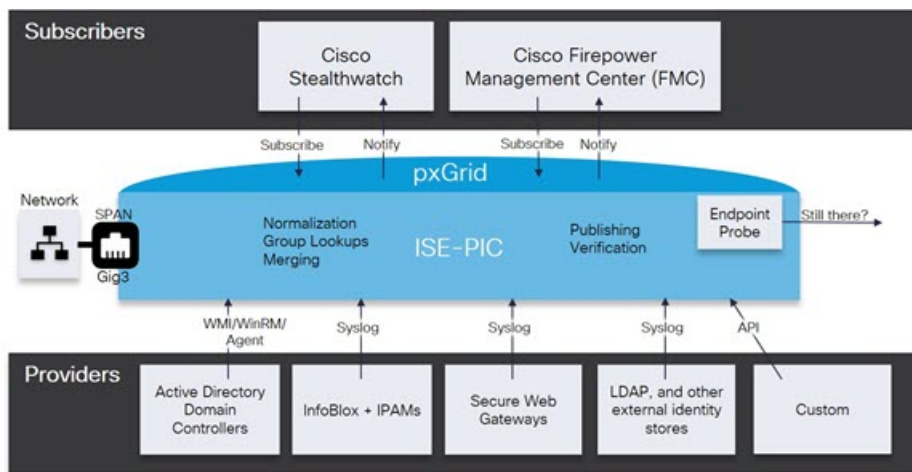 Subscribers
Cisco
Stealthwatch
Cisco Firepower
Management Center (FMC)
Subscribe
Notify
Subscribe
Notify
pxGrid
Network
SPAN
Gig3
Normalization
Group Lookups
Merging
ISE-PIC
Publishing
Verification
Endpoint
Probe
Still there?
WMI/WinRM/
Agent
Syslog
Syslog
Syslog
API
Providers
Active Directory
Domain
Controllers
InfoBlox + IPAMs
Secure Web
Gateways
LDAP, and other
external identity
stores
Custom